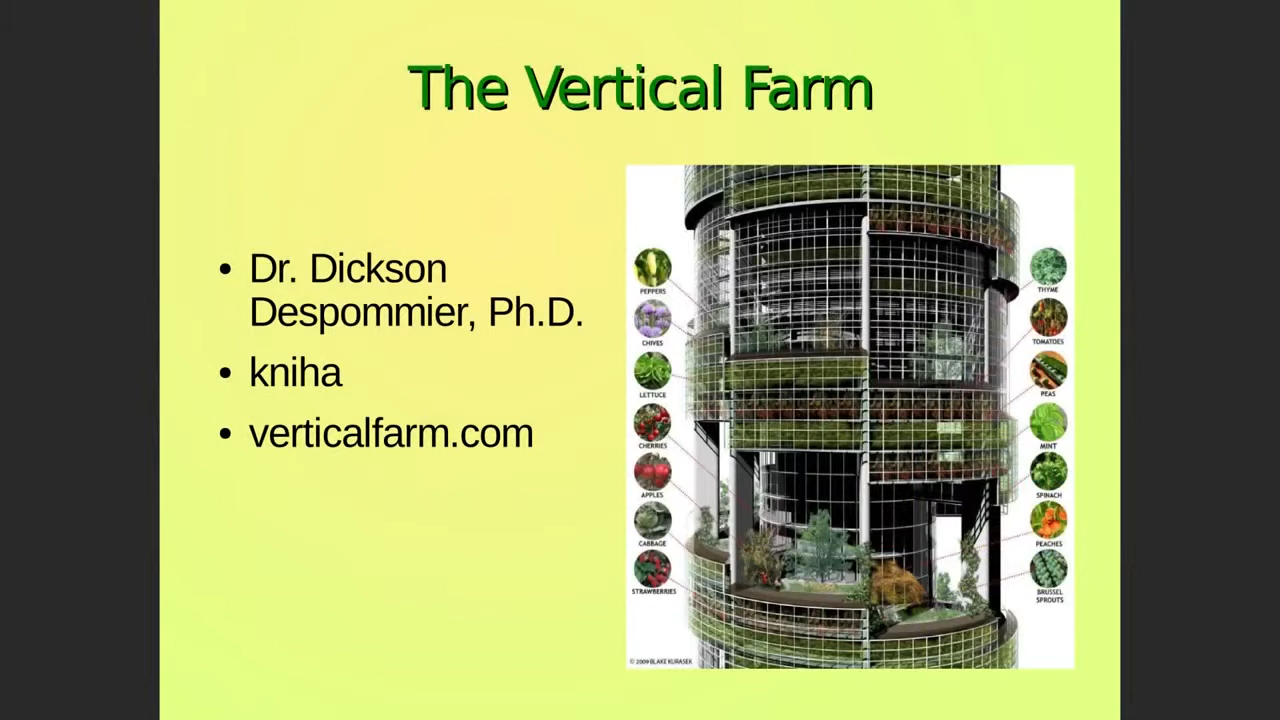 The Vertical Farm
• Dr. Dickson
Despommier, Ph.D.
• kniha
• verticalfarm.com
PEPPERS
CHIVES
LETTUCE
CHERRIES
APPLES
CABBAGE
STRAWBERRIES
THYME
TOMATOES
PEAS
MINT
SPINACH
PEACHES
BRUSSEL
SPROUTS
© 2009 BLAKE KURASEK